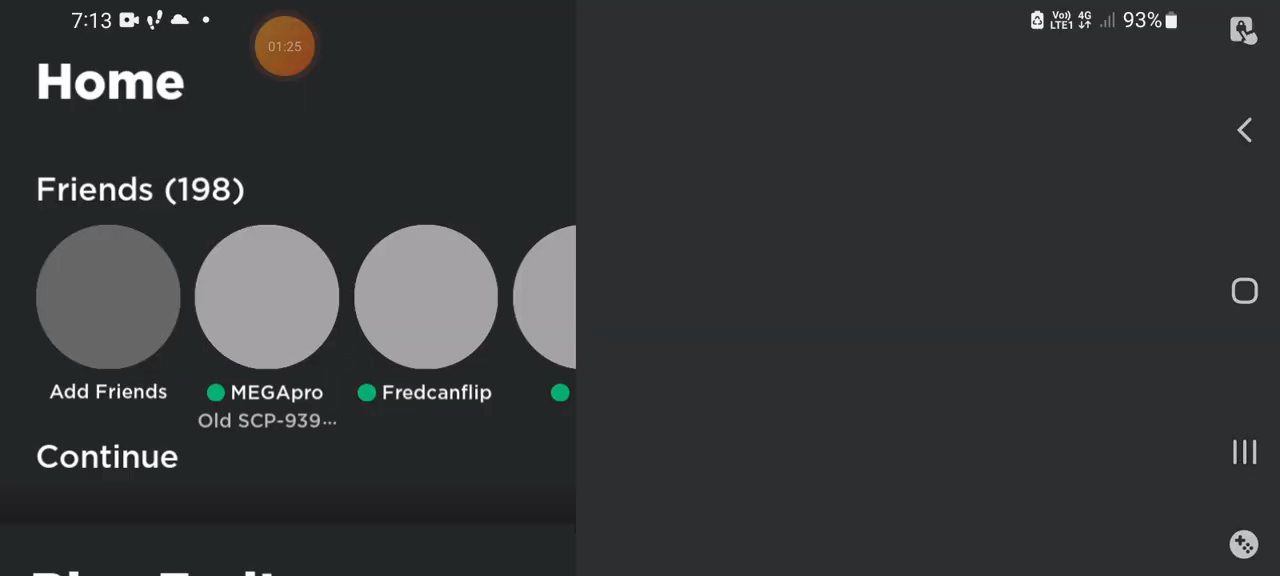 7:13
01:25
Vo)) 4G
LTE1
93%
Home
Friends (198)
Add Friends
MEGApro
Fredcanflip
Old SCP-939...
Continue